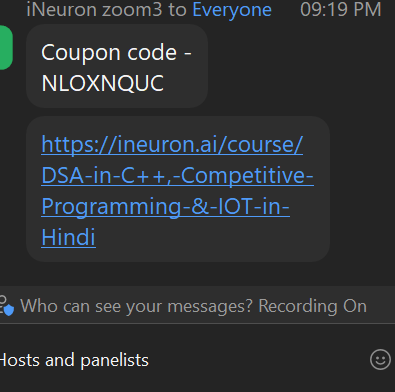 iNeuron zoom3 to Everyone 09:19 PM
Coupon code -
NLOXNQUC
https://ineuron.ai/course/
DSA-in-C++,-Competitive-
Programming-&-IOT-in-
Hindi
Who can see your messages? Recording On
Hosts and panelists